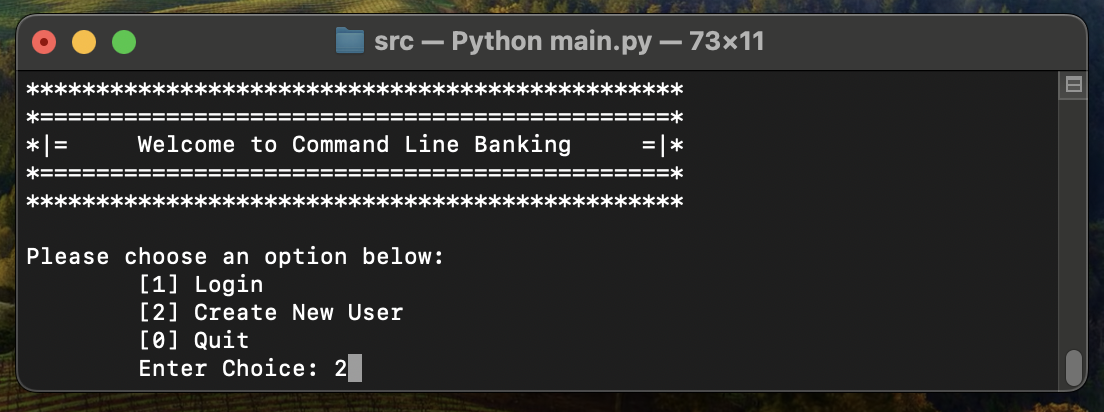 src — Python main.py — 73×11
***********************************************
*=============================================*
*|=     Welcome to Command Line Banking     =|*
*=============================================*
***********************************************
Please choose an option below:
        [1] Login
        [2] Create New User
        [0] Quit
        Enter Choice: 2